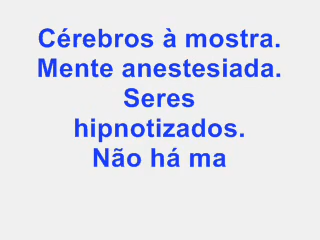 Cérebros à mostra.
Mente anestesiada.
Seres
hipnotizados.
Não há ma